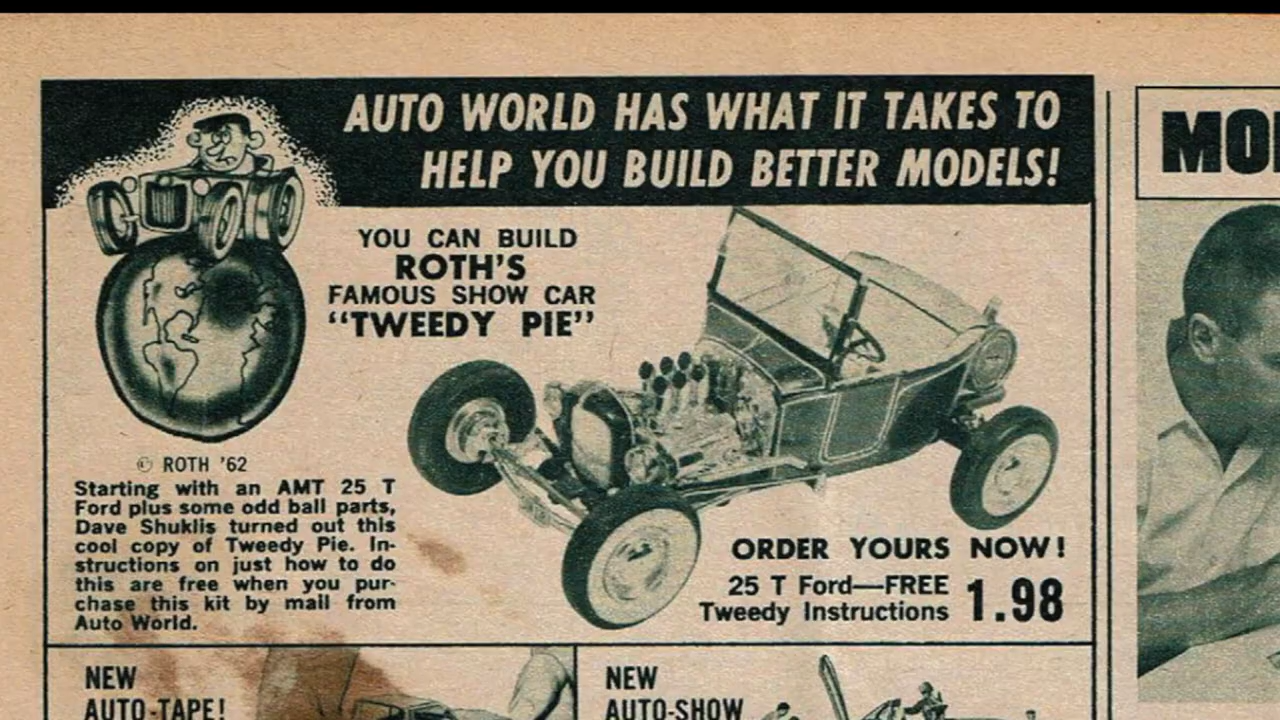 AUTO WORLD HAS WHAT IT TAKES TO
HELP YOU BUILD BETTER MODELS!
YOU CAN BUILD
ROTH'S
FAMOUS SHOW CAR
"TWEEDY PIE"
© ROTH '62
Starting with an AMT 25 T
Ford plus some odd ball parts,
Dave Shuklis turned out this
cool copy of Tweedy Pie. In-
structions on just how to do
this are free when you pur-
chase this kit by mail from
Auto World.
ORDER YOURS NOW!
25 T Ford—FREE
Tweedy Instructions
1.98
NEW
AUTO-TAPE!
NEW
AUTO-SHOW